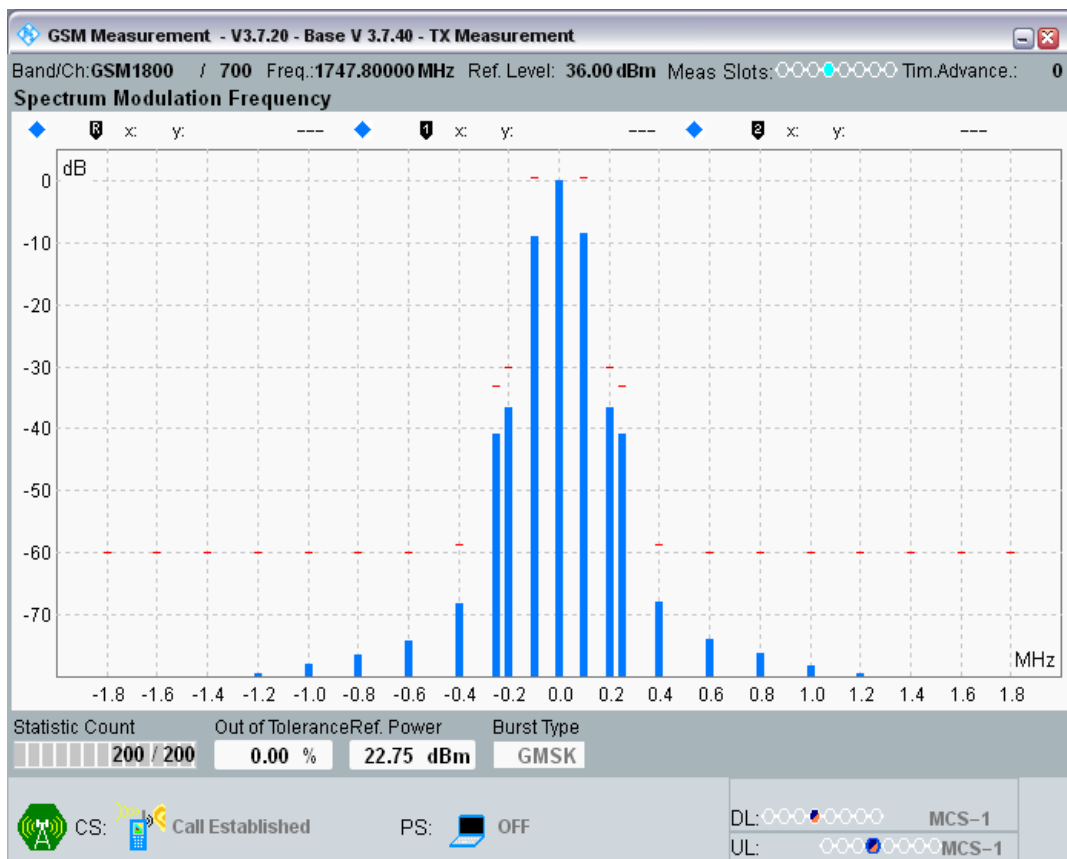 GSM Measurement - V3.7.20 - Base V 3.7.40 - TX Measurement
Band/Ch:GSM1800 / 700 Freq.:1747.80000 MHz Ref. Level: 36.00 dBm Meas Slots: Tim.Advance.: 0
Spectrum Modulation Frequency
R x: y: --- 1 x: y: --- 2 x: y: ---
dB
0
-10
-20
-30
-40
-50
-60
-70
MHz
-1.8 -1.6 -1.4 -1.2 -1.0 -0.8 -0.6 -0.4 -0.2 0.0 0.2 0.4 0.6 0.8 1.0 1.2 1.4 1.6 1.8
Statistic Count Out of Tolerance Ref. Power Burst Type
200 / 200 0.00 % 22.75 dBm GMSK
CS: Call Established PS: OFF DL: MCS-1
UL: MCS-1